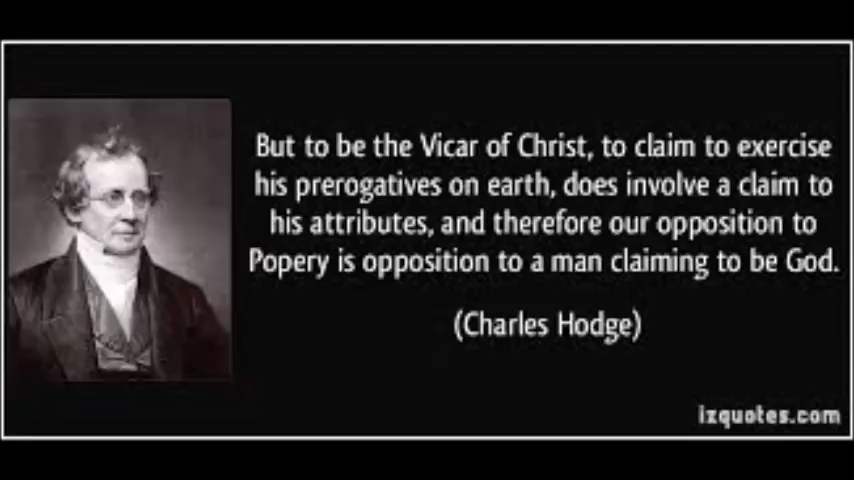 But to be the Vicar of Christ, to claim to exercise
his prerogatives on earth, does involve a claim to
his attributes, and therefore our opposition to
Popery is opposition to a man claiming to be God.
(Charles Hodge)
izquotes.com